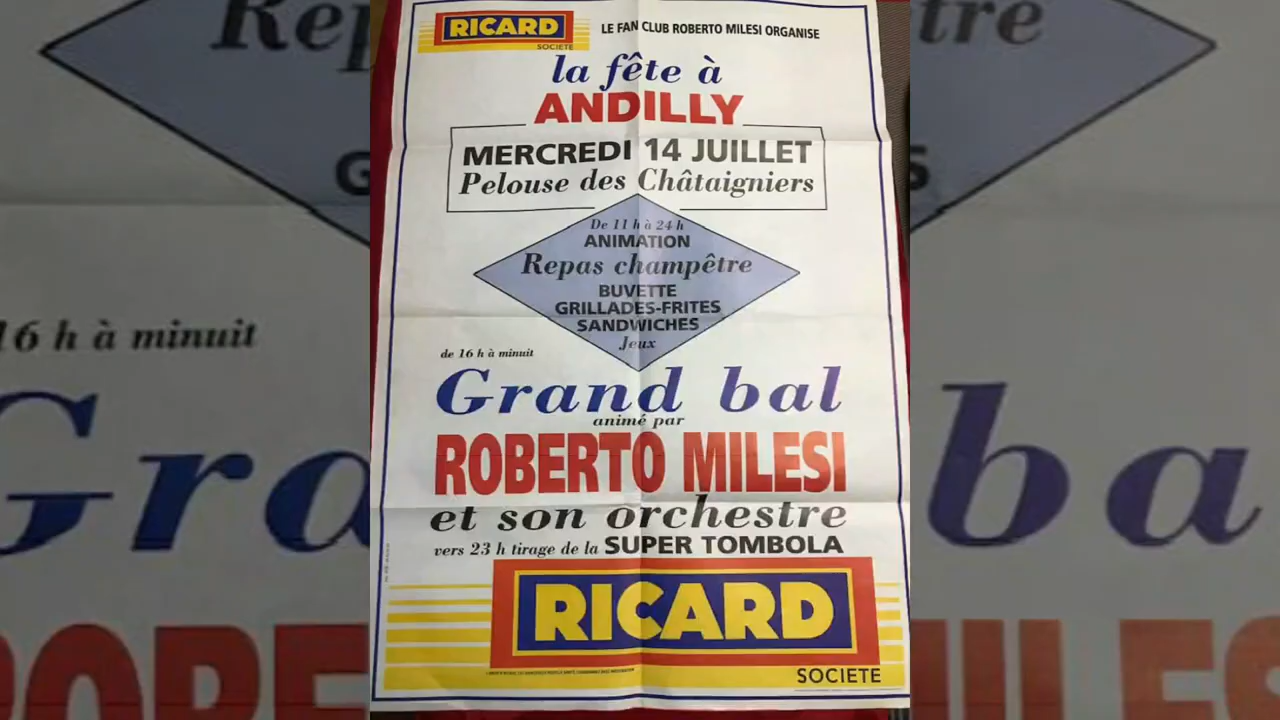 RICARD
SOCIETE
LE FAN CLUB ROBERTO MILESI ORGANISE
la fête à
ANDILLY
MERCREDI 14 JUILLET
Pelouse des Châtaigniers
De 11 h à 24 h
ANIMATION
Repas champêtre
BUVETTE
GRILLADES-FRITES
SANDWICHES
Jeux
de 16 h à minuit
Grand bal
animé par
ROBERTO MILESI
et son orchestre
vers 23 h tirage de la SUPER TOMBOLA
RICARD
SOCIETE